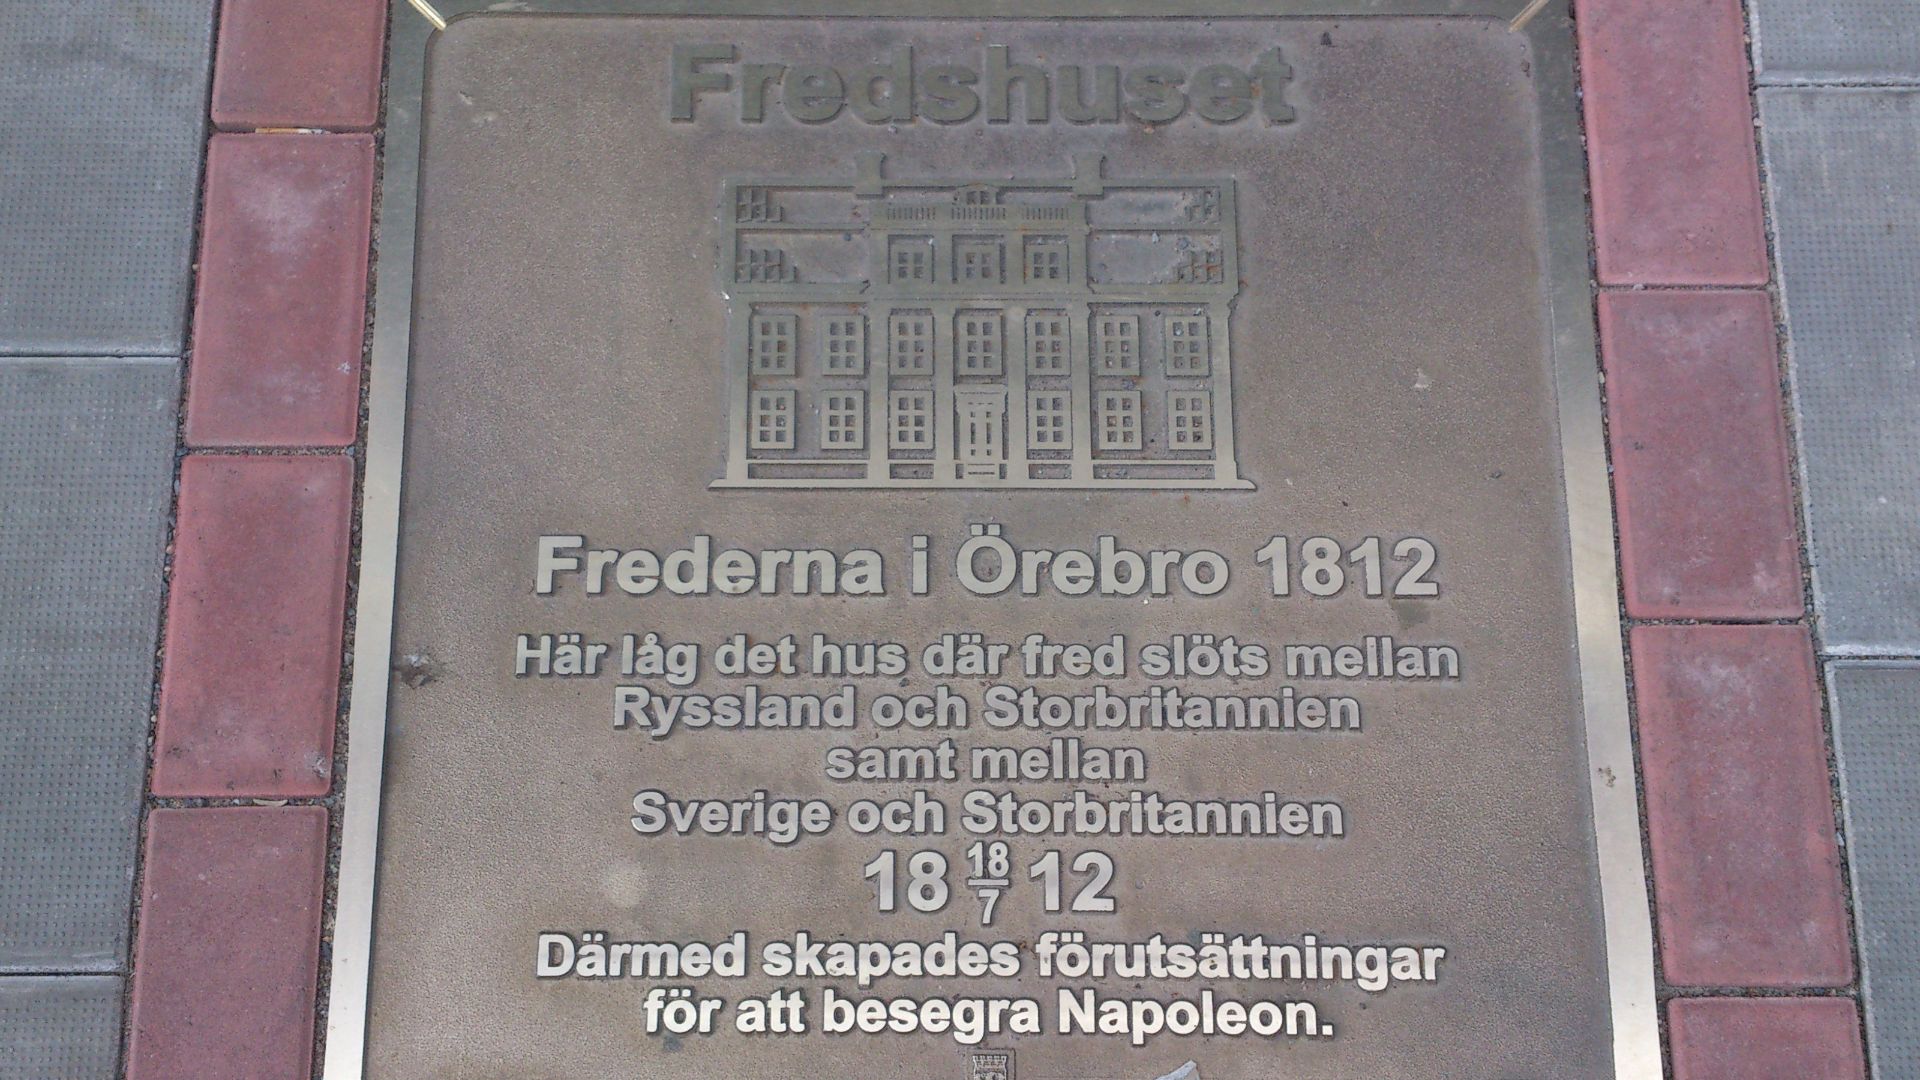 Fredshuset
Frederna i Örebro 1812
Här låg det hus där fred slöts mellan
Ryssland och Storbritannien
samt mellan
Sverige och Storbritannien
18 18/7 12
Därmed skapades förutsättningar
för att besegra Napoleon.